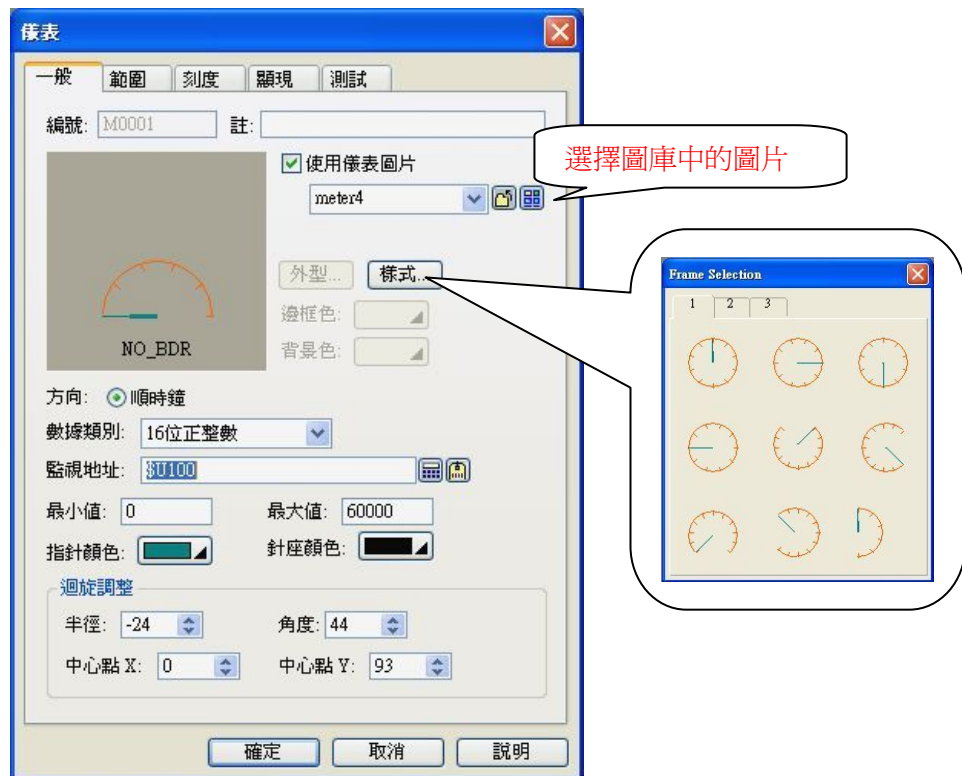 儀表
一般 範圍 刻度 顯現 測試
編號: M0001 註:
使用儀表圖片
選擇圖庫中的圖片
meter4
外型... 樣式...
邊框色:
背景色:
NO_BDR
Frame Selection
1 2 3
方向: 順時鐘
數據類別: 16位正整數
監視地址: $U100
最小值: 0 最大值: 60000
指針顏色: 針座顏色:
迴旋調整
半徑: -24 角度: 44
中心點 X: 0 中心點 Y: 93
確定 取消 說明